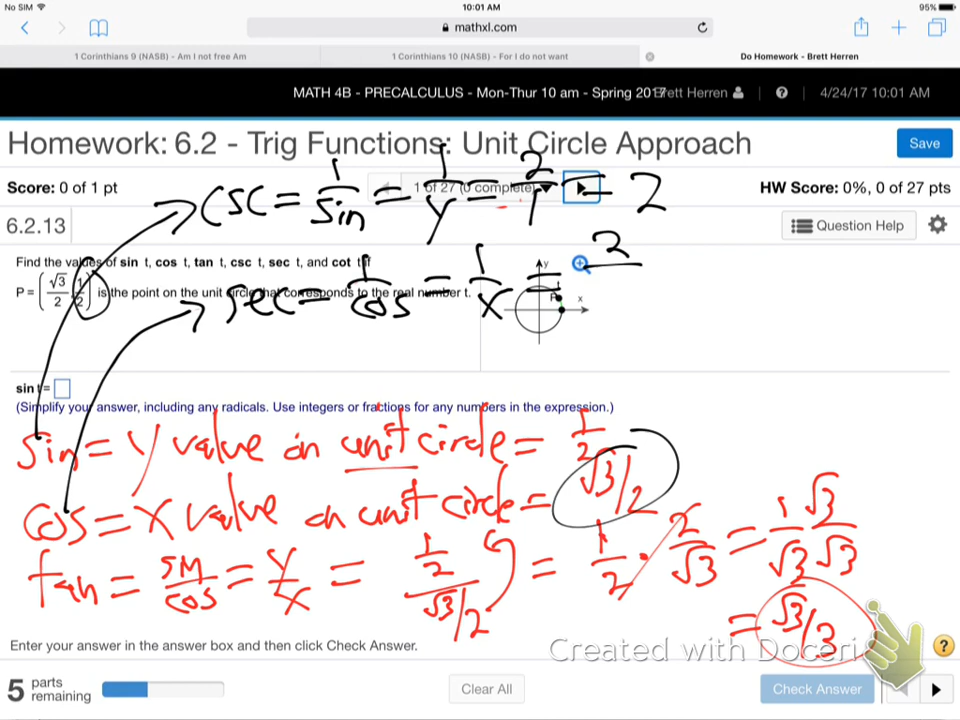 No SIM 10:01 AM 95%
mathxl.com
1 Corinthians 9 (NASB) - Am I not free Am 1 Corinthians 10 (NASB) - For I do not want Do Homework - Brett Herren
MATH 4B - PRECALCULUS - Mon-Thur 10 am - Spring 2017 Brett Herren 4/24/17 10:01 AM
Homework: 6.2 - Trig Functions: Unit Circle Approach Save
Score: 0 of 1 pt 1 of 27 (0 complete) HW Score: 0%, 0 of 27 pts
csc = 1/sin = 1/y = 2/1 = 2
6.2.13 Question Help
Find the values of sin t, cos t, tan t, csc t, sec t, and cot t if
P = (√3/2, 1/2) is the point on the unit circle that corresponds to the real number t.
sec = 1/cos = 1/x = 2
y
t
P
x
sin t =
(Simplify your answer, including any radicals. Use integers or fractions for any numbers in the expression.)
sin = y value on unit circle = 1/2
cos = x value on unit circle = √3/2
tan = sin/cos = y/x = 1/2 / √3/2 = 1/2 · 2/√3 = 1/√3 √3/√3
= √3/3
Enter your answer in the answer box and then click Check Answer.
Created with Doceri
?
5 parts remaining Clear All Check Answer